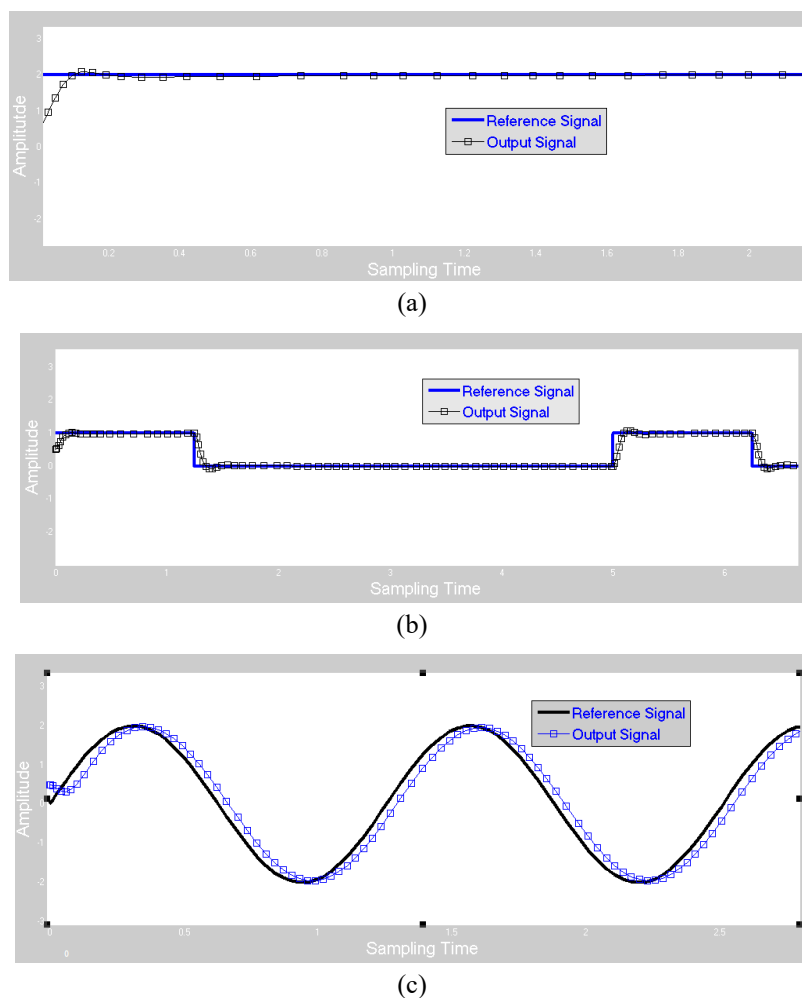 3
2
1
0
-1
-2
Amplitutde
Reference Signal
Output Signal
0.2 0.4 0.6 0.8 1 1.2 1.4 1.6 1.8 2
Sampling Time
(a)
3
2
1
0
-1
-2
Amplitude
Reference Signal
Output Signal
0 1 2 3 4 5 6
Sampling Time
(b)
3
2
1
0
-1
-2
-3
Amplitude
Reference Signal
Output Signal
0 0.5 1 1.5 2 2.5
0
Sampling Time
(c)